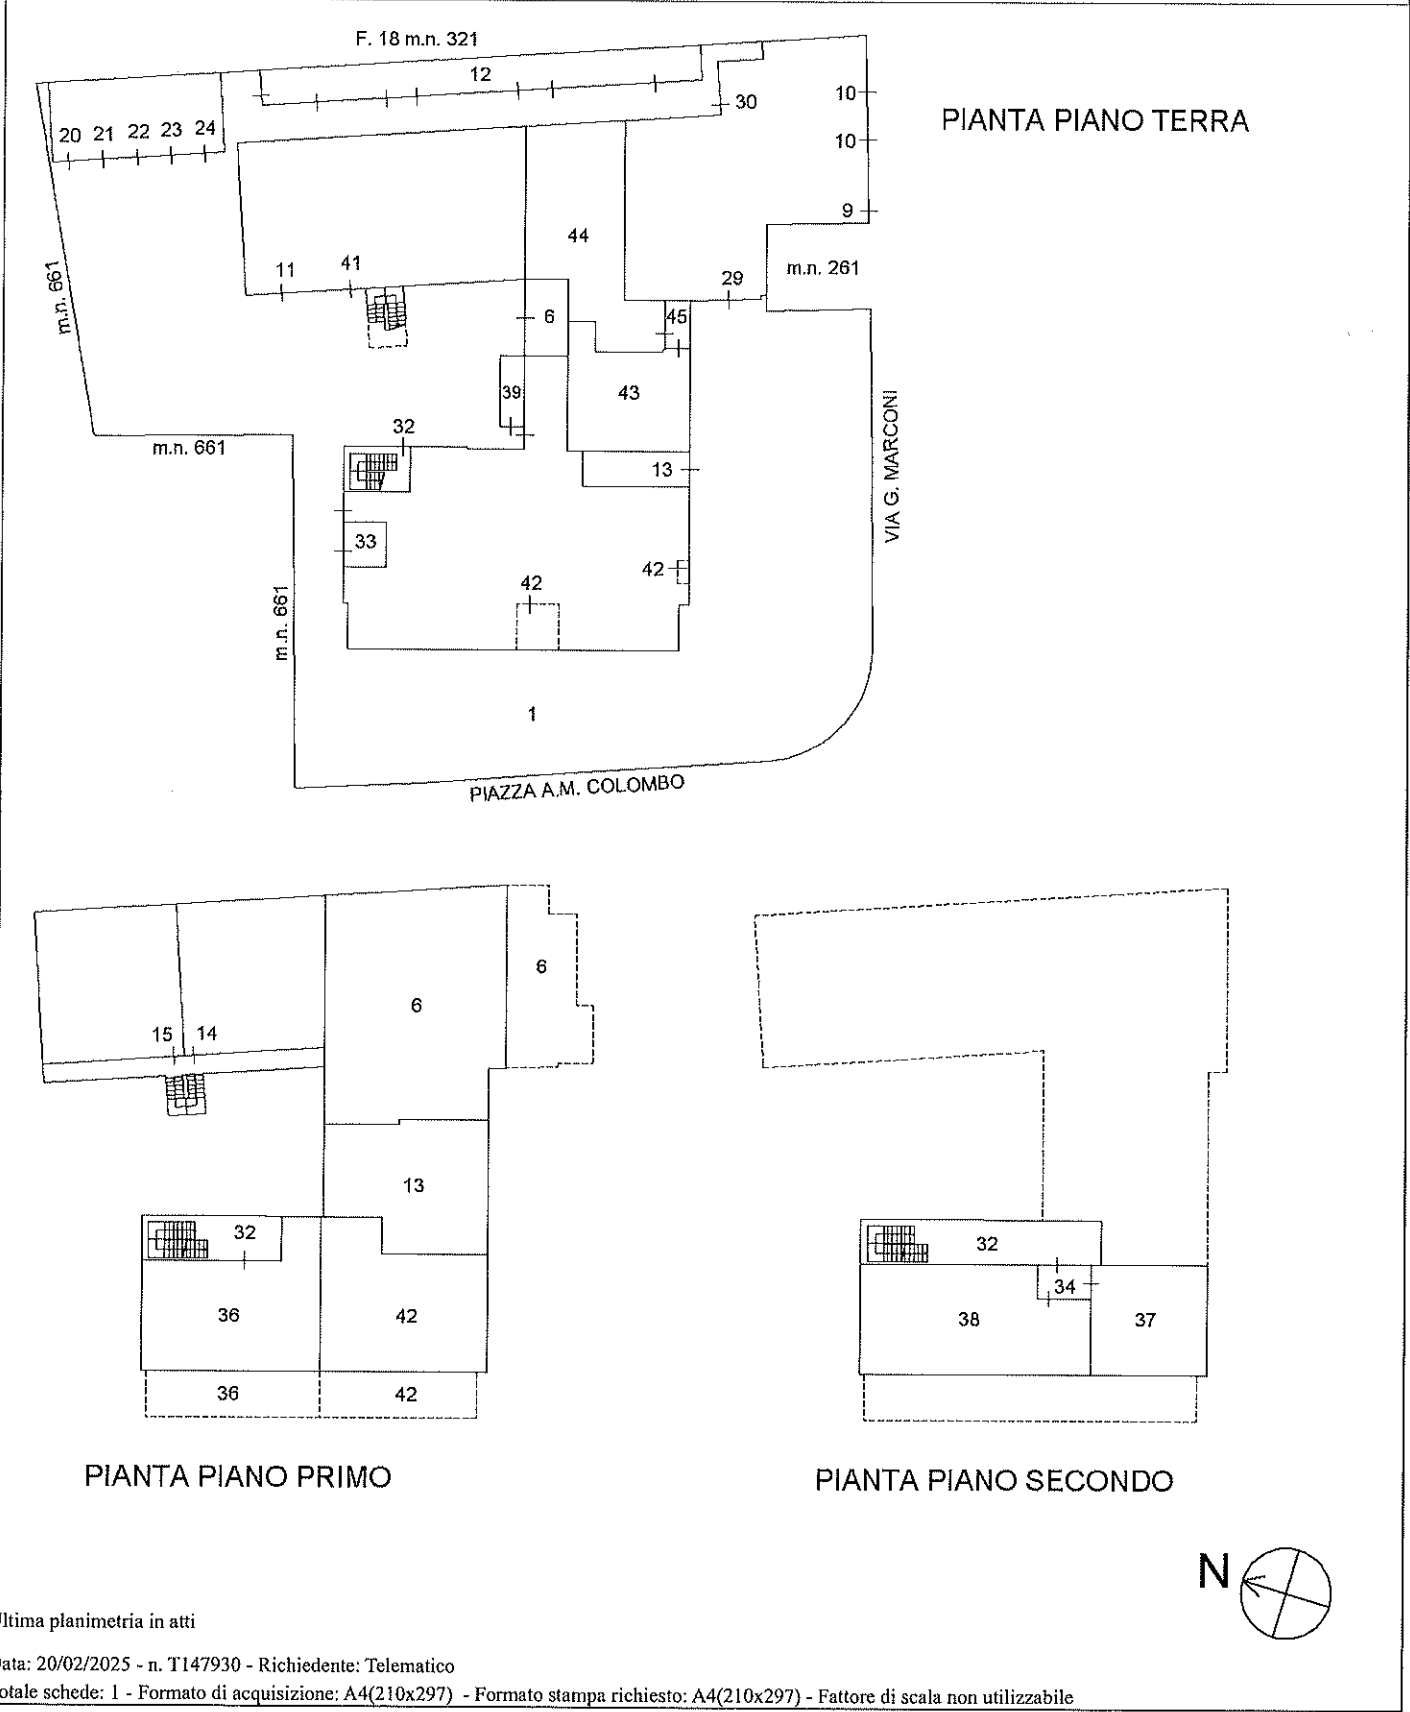 F. 18 m.n. 321
12
10
30
PIANTA PIANO TERRA
20 21 22 23 24
10
9
44
11 41
29
m.n. 261
m.n. 661
6
45
39
43
32
m.n. 661
13
VIA G. MARCONI
33
42
42
m.n. 661
1
PIAZZA A.M. COLOMBO
6
6
15 14
13
32
32
34
36
42
38
37
36
42
PIANTA PIANO PRIMO
PIANTA PIANO SECONDO
N
ltima planimetria in atti
ata: 20/02/2025 - n. T147930 - Richiedente: Telematico
otale schede: 1 - Formato di acquisizione: A4(210x297) - Formato stampa richiesto: A4(210x297) - Fattore di scala non utilizzabile